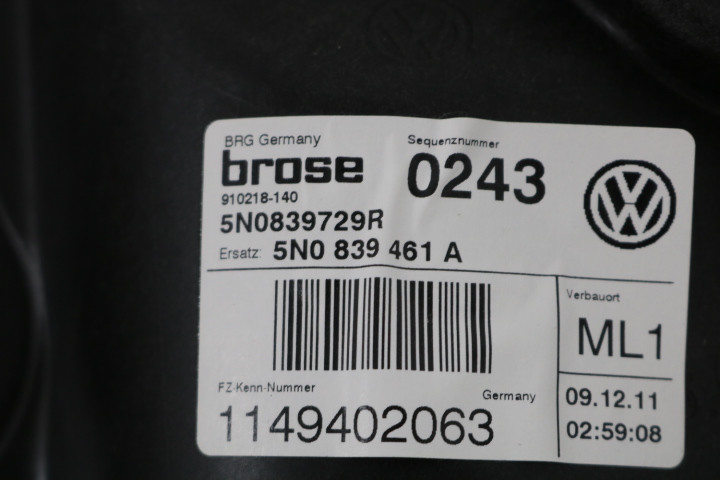 BRG Germany
brose
910218-140
5N0839729R
Ersatz: 5N0 839 461 A
Sequenznummer
0243
Verbauort
ML1
FZ-Kenn-Nummer
Germany
1149402063
09.12.11
02:59:08